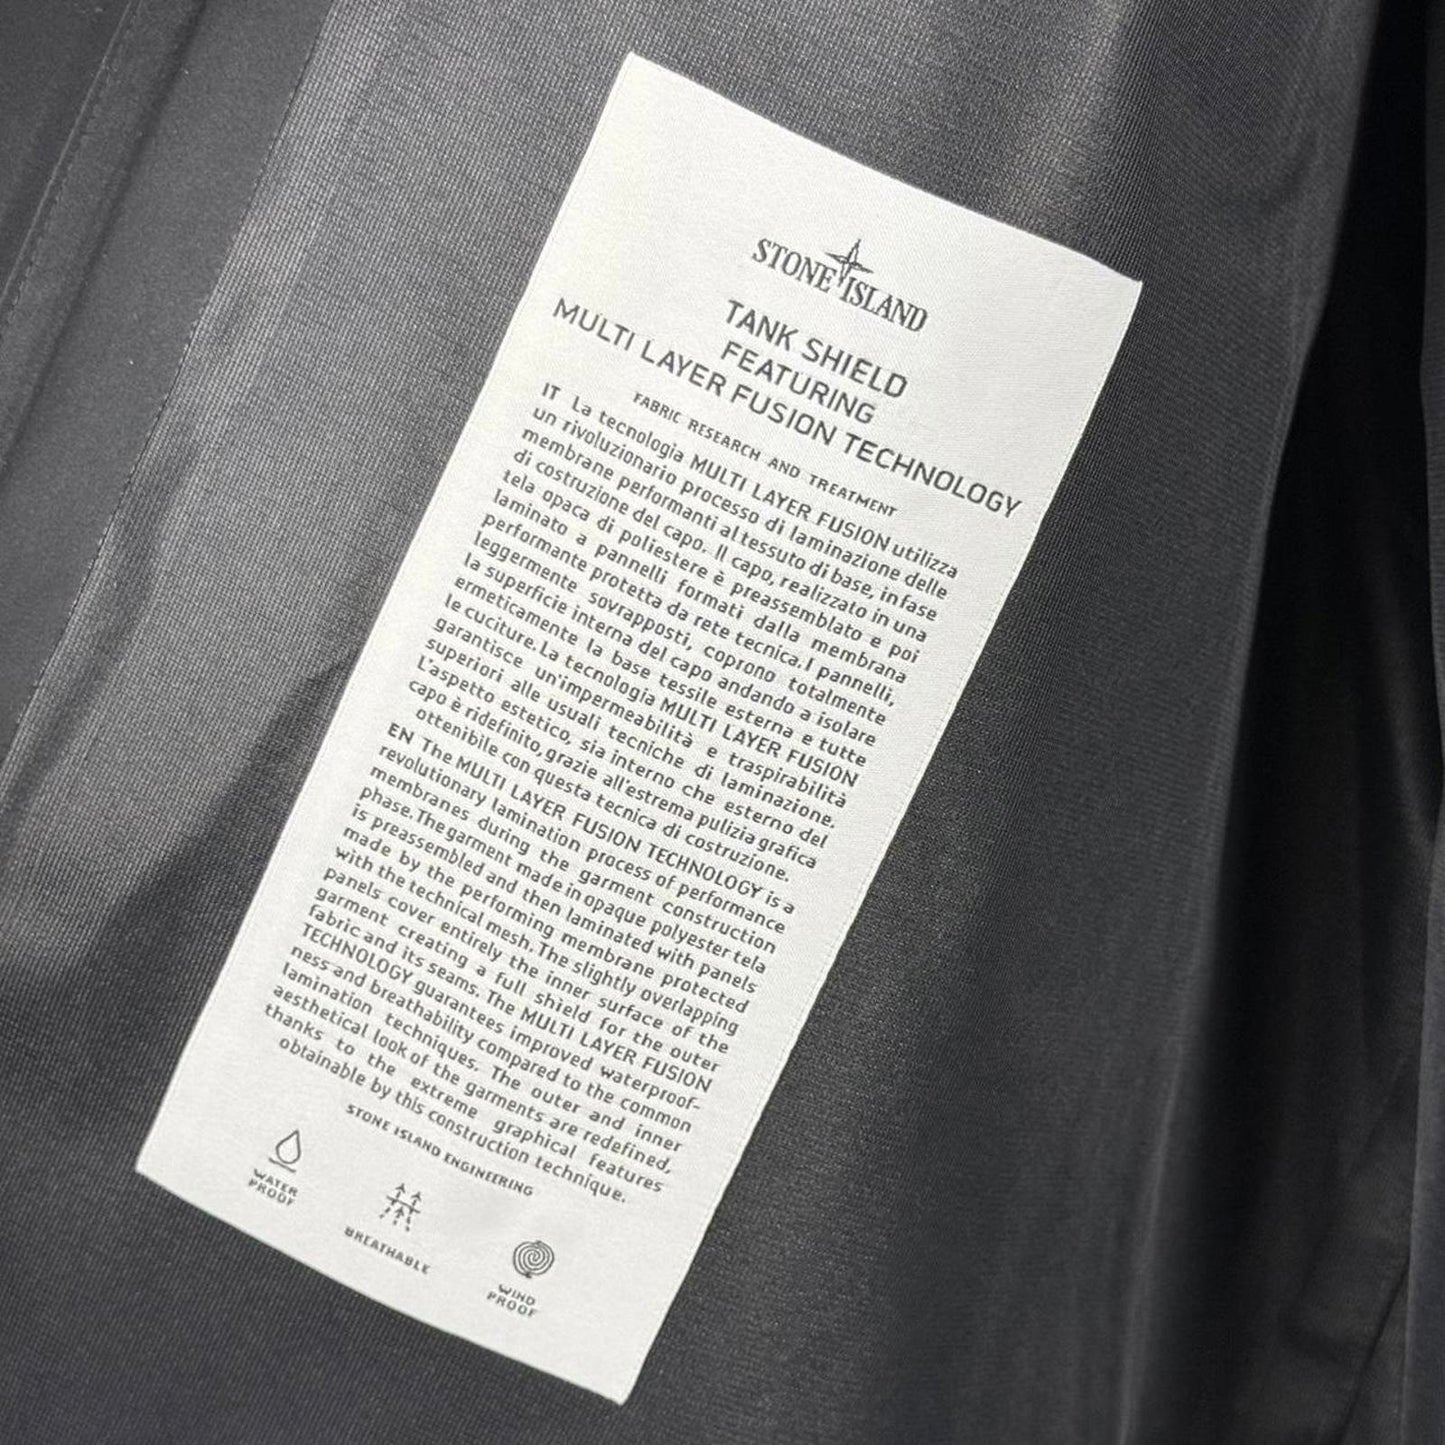 STONE ISLAND
TANK SHIELD
FEATURING
MULTI LAYER FUSION TECHNOLOGY
FABRIC RESEARCH AND TREATMENT
IT La tecnologia MULTI LAYER FUSION utilizza
un rivoluzionario processo di laminazione delle
membrane performanti al tessuto di base, in fase
di costruzione del capo. Il capo, realizzato in una
tela opaca di poliestere è preassemblato e poi
laminato a pannelli formati dalla membrana
performante protetta da rete tecnica. I pannelli,
leggermente sovrapposti, coprono totalmente
la superficie interna del capo andando a isolare
ermeticamente la base tessile esterna e tutte
le cuciture. La tecnologia MULTI LAYER FUSION
garantisce un'impermeabilità e traspirabilità
superiori alle usuali tecniche di laminazione.
L'aspetto estetico, sia interno che esterno del
capo è ridefinito, grazie all'estrema pulizia grafica
ottenibile con questa tecnica di costruzione.
EN The MULTI LAYER FUSION TECHNOLOGY is a
revolutionary lamination process of performance
membranes during the garment construction
phase. The garment made in opaque polyester tela
is preassembled and then laminated with panels
made by the performing membrane protected
with the technical mesh. The slightly overlapping
panels cover entirely the inner surface of the
garment creating a full shield for the outer
fabric and its seams. The MULTI LAYER FUSION
TECHNOLOGY guarantees improved waterproof-
ness and breathability compared to the common
lamination techniques. The outer and inner
aesthetical look of the garments are redefined,
thanks to the extreme graphical features
obtainable by this construction technique.
STONE ISLAND ENGINEERING
WATER
PROOF
BREATHABLE
WIND
PROOF